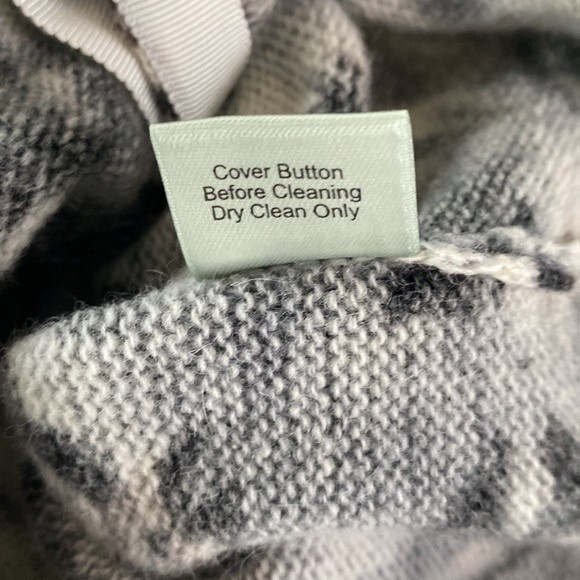 Cover Button
Before Cleaning
Dry Clean Only